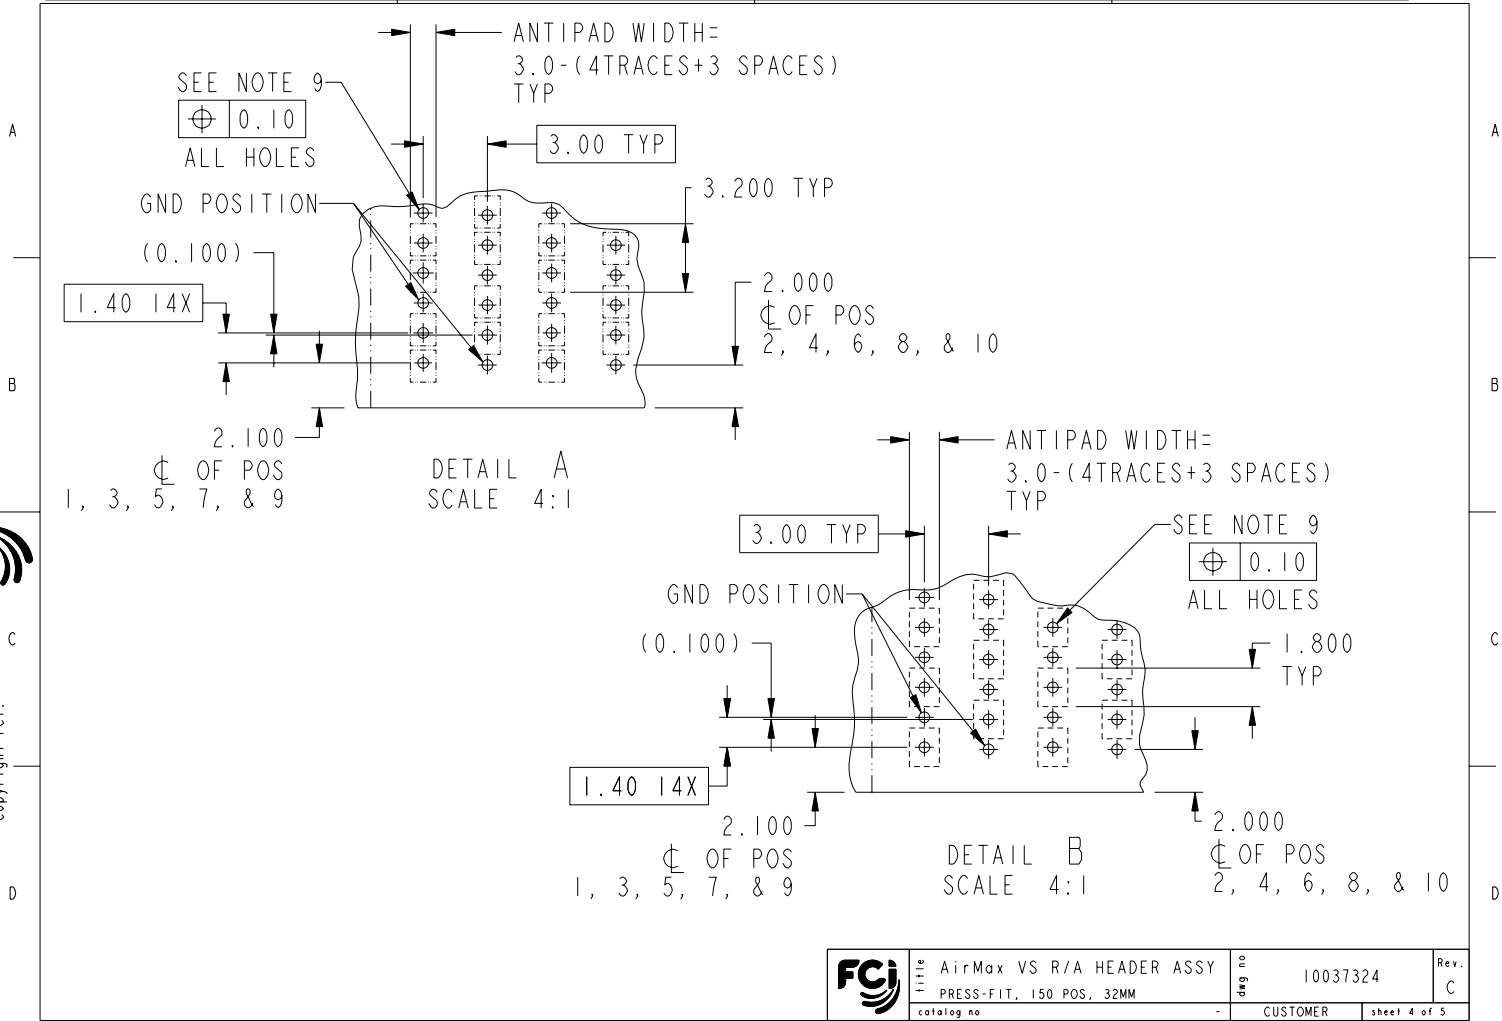 ANTIPAD WIDTH=
3.0-(4TRACES+3 SPACES)
TYP
SEE NOTE 9
0.10
ALL HOLES
3.00 TYP
3.200 TYP
GND POSITION
(0.100)
1.40 14X
2.000
℄ OF POS
2, 4, 6, 8, & 10
2.100
℄ OF POS
1, 3, 5, 7, & 9
DETAIL A
SCALE 4:1
ANTIPAD WIDTH=
3.0-(4TRACES+3 SPACES)
TYP
3.00 TYP
SEE NOTE 9
0.10
ALL HOLES
GND POSITION
(0.100)
1.800
TYP
1.40 14X
2.100
℄ OF POS
1, 3, 5, 7, & 9
DETAIL B
SCALE 4:1
2.000
℄ OF POS
2, 4, 6, 8, & 10
A
A
B
B
C
C
D
D
FCi
title
AirMax VS R/A HEADER ASSY
PRESS-FIT, 150 POS, 32MM
dwg no
10037324
Rev.
C
catalog no
-
CUSTOMER
sheet 4 of 5